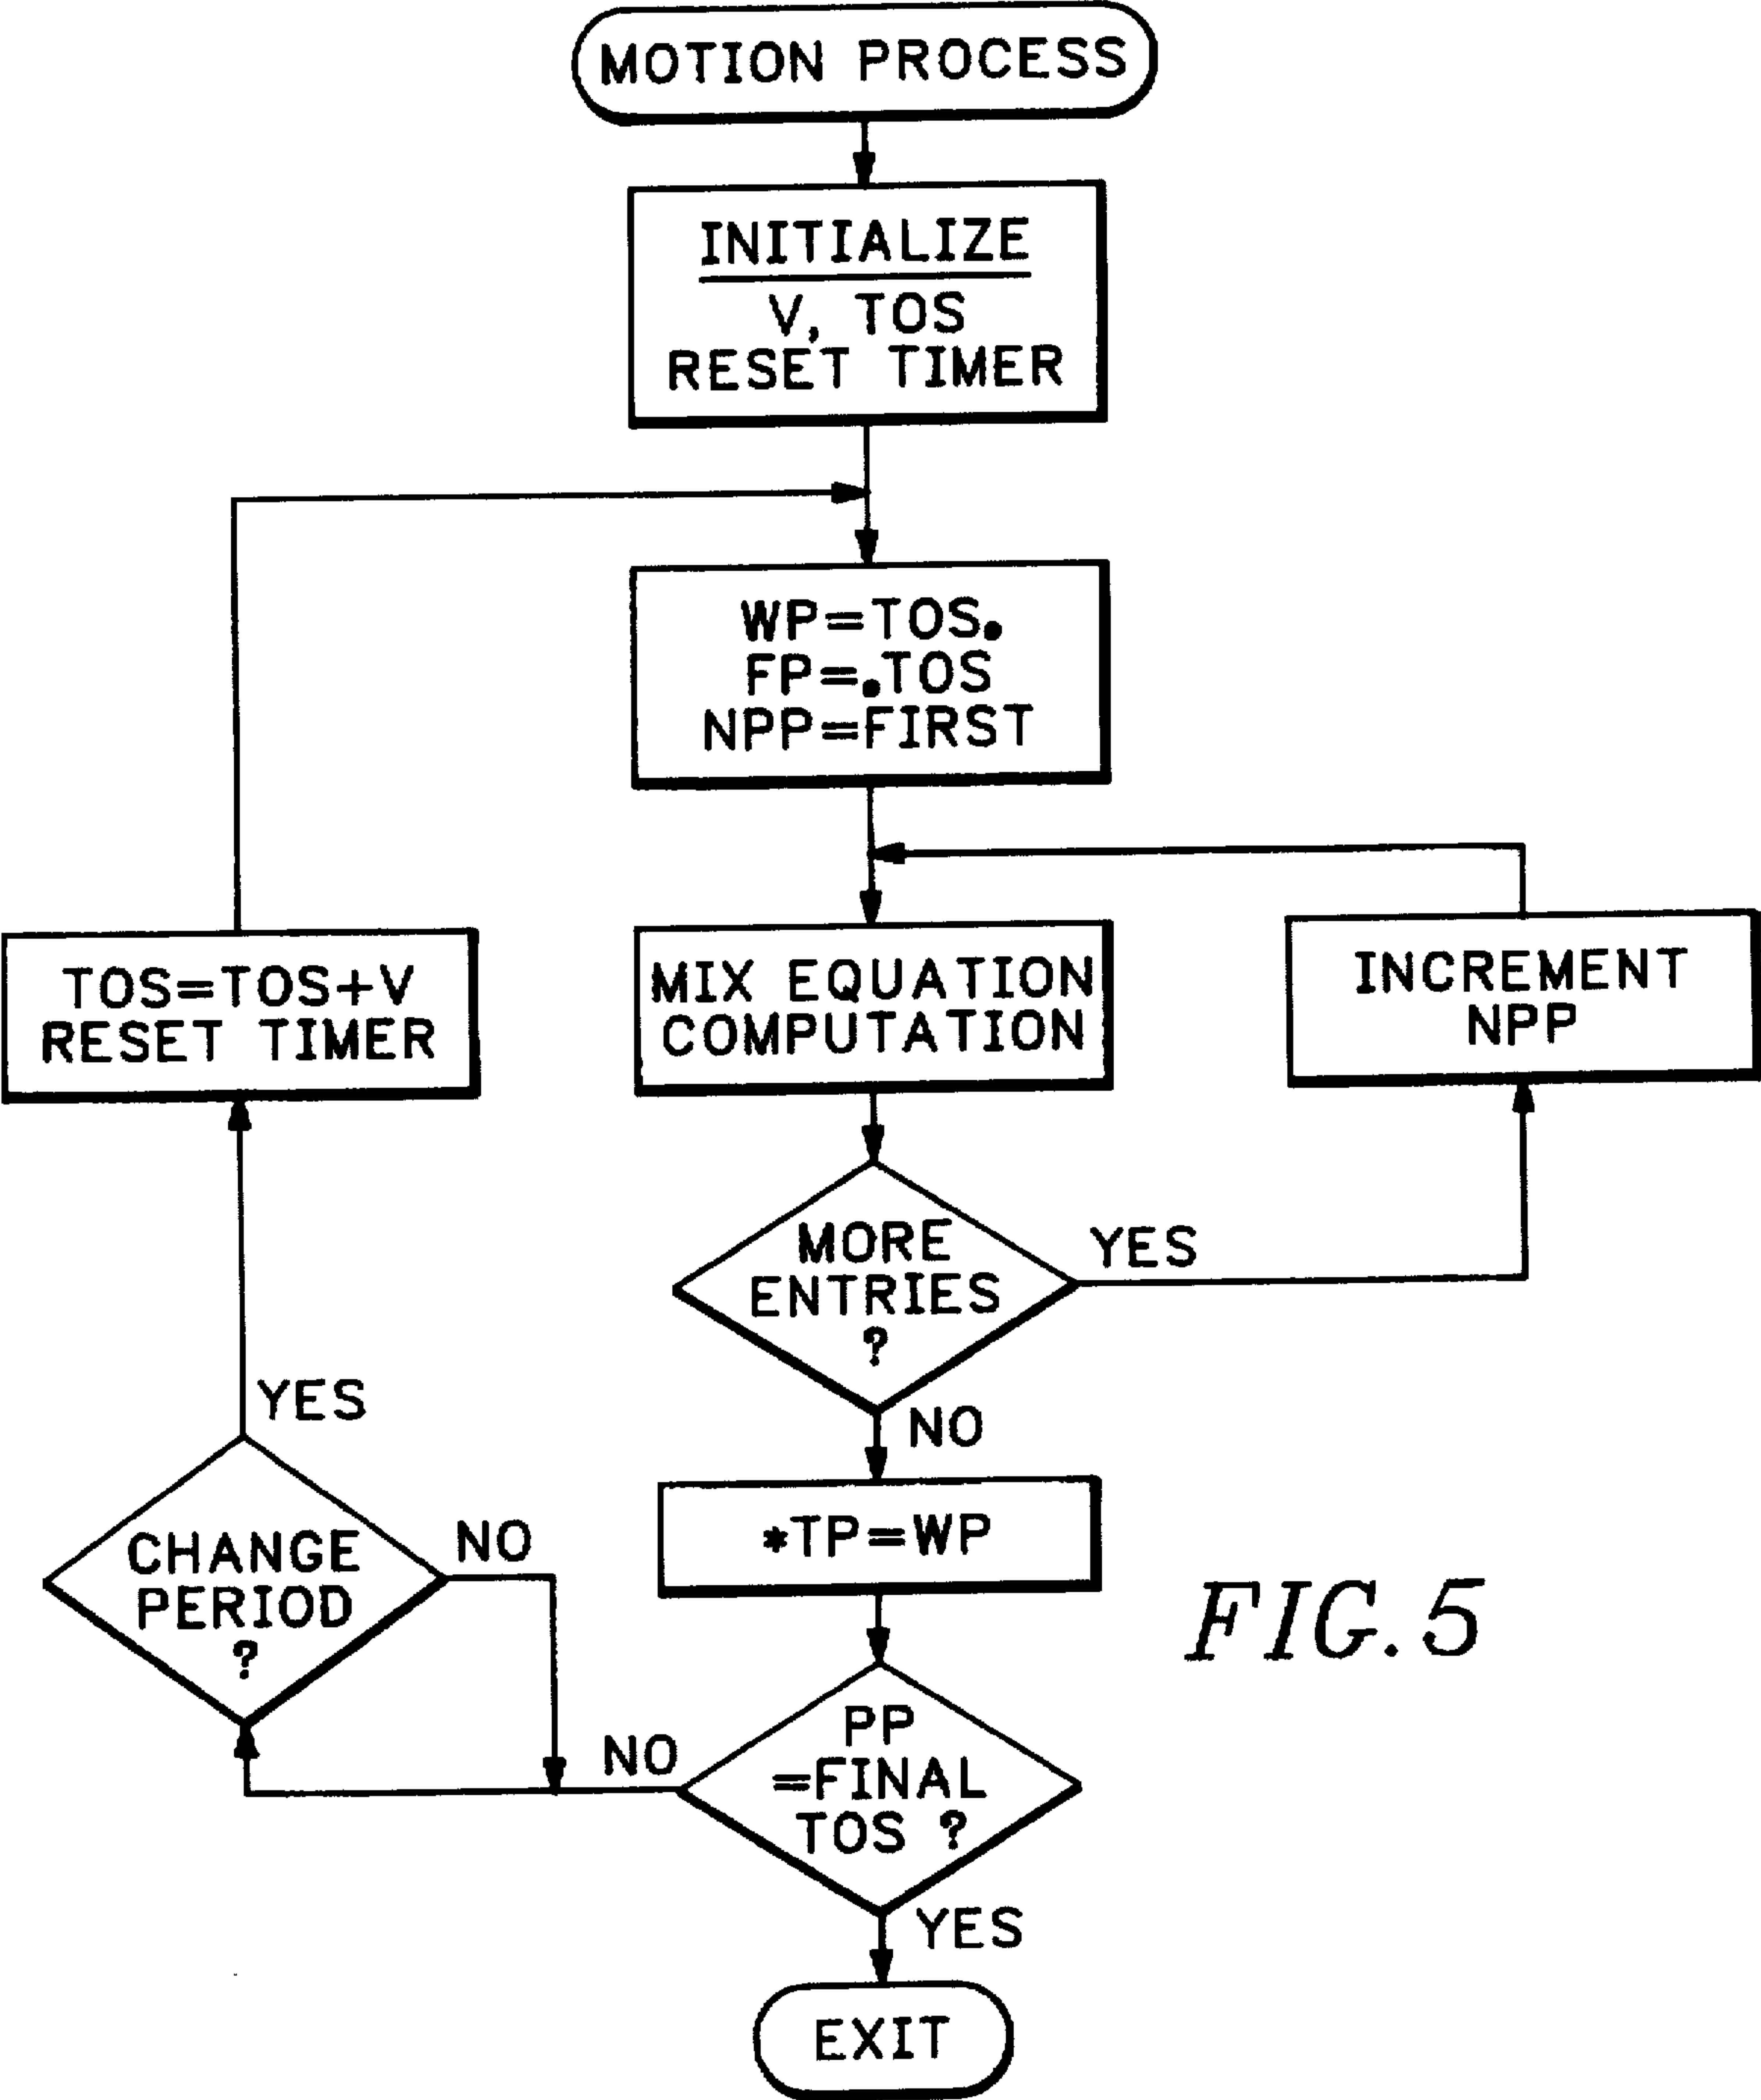 MOTION PROCESS
INITIALIZE
V, TOS
RESET TIMER
WP=TOS.
FP=.TOS
NPP=FIRST
TOS=TOS+V
RESET TIMER
MIX EQUATION
COMPUTATION
INCREMENT
NPP
MORE
ENTRIES
?
YES
NO
YES
CHANGE
PERIOD
?
NO
*TP=WP
FIG. 5
NO
PP
=FINAL
TOS ?
YES
EXIT